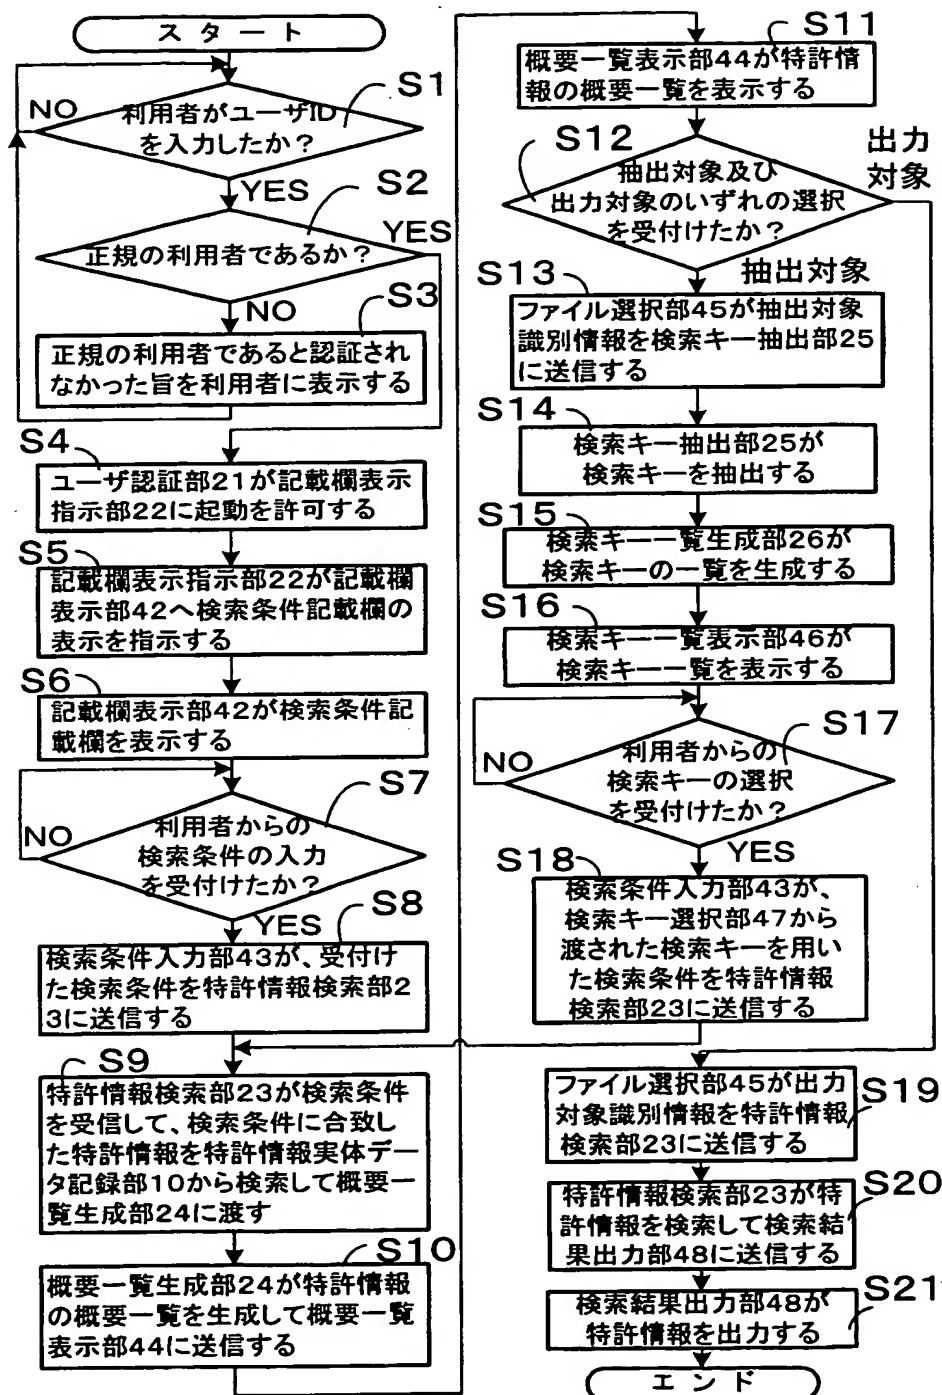 スタート
S1
利用者がユーザID
を入力したか？
NO
YES
S2
正規の利用者であるか？
YES
NO
S3
正規の利用者であると認証され
なかった旨を利用者に表示する
S4
ユーザ認証部21が記載欄表示
指示部22に起動を許可する
S5
記載欄表示指示部22が記載欄
表示部42へ検索条件記載欄の
表示を指示する
S6
記載欄表示部42が検索条件記
載欄を表示する
S7
利用者からの
検索条件の入力
を受付けたか？
NO
YES
S8
検索条件入力部43が、受付け
た検索条件を特許情報検索部2
3に送信する
S9
特許情報検索部23が検索条件
を受信して、検索条件に合致し
た特許情報を特許情報実体デー
タ記録部10から検索して概要一
覧生成部24に渡す
S10
概要一覧生成部24が特許情報
の概要一覧を生成して概要一覧
表示部44に送信する
S11
概要一覧表示部44が特許情
報の概要一覧を表示する
S12
抽出対象及び
出力対象のいずれの選択
を受付けたか？
出力
対象
抽出対象
S13
ファイル選択部45が抽出対象
識別情報を検索キー抽出部25
に送信する
S14
検索キー抽出部25が
検索キーを抽出する
S15
検索キー一覧生成部26が
検索キーの一覧を生成する
S16
検索キー一覧表示部46が
検索キー一覧を表示する
S17
利用者からの
検索キーの選択
を受付けたか？
NO
YES
S18
検索条件入力部43が、
検索キー選択部47から
渡された検索キーを用い
た検索条件を特許情報
検索部23に送信する
S19
ファイル選択部45が出力
対象識別情報を特許情報
検索部23に送信する
S20
特許情報検索部23が特
許情報を検索して検索結
果出力部48に送信する
S21
検索結果出力部48が
特許情報を出力する
エンド